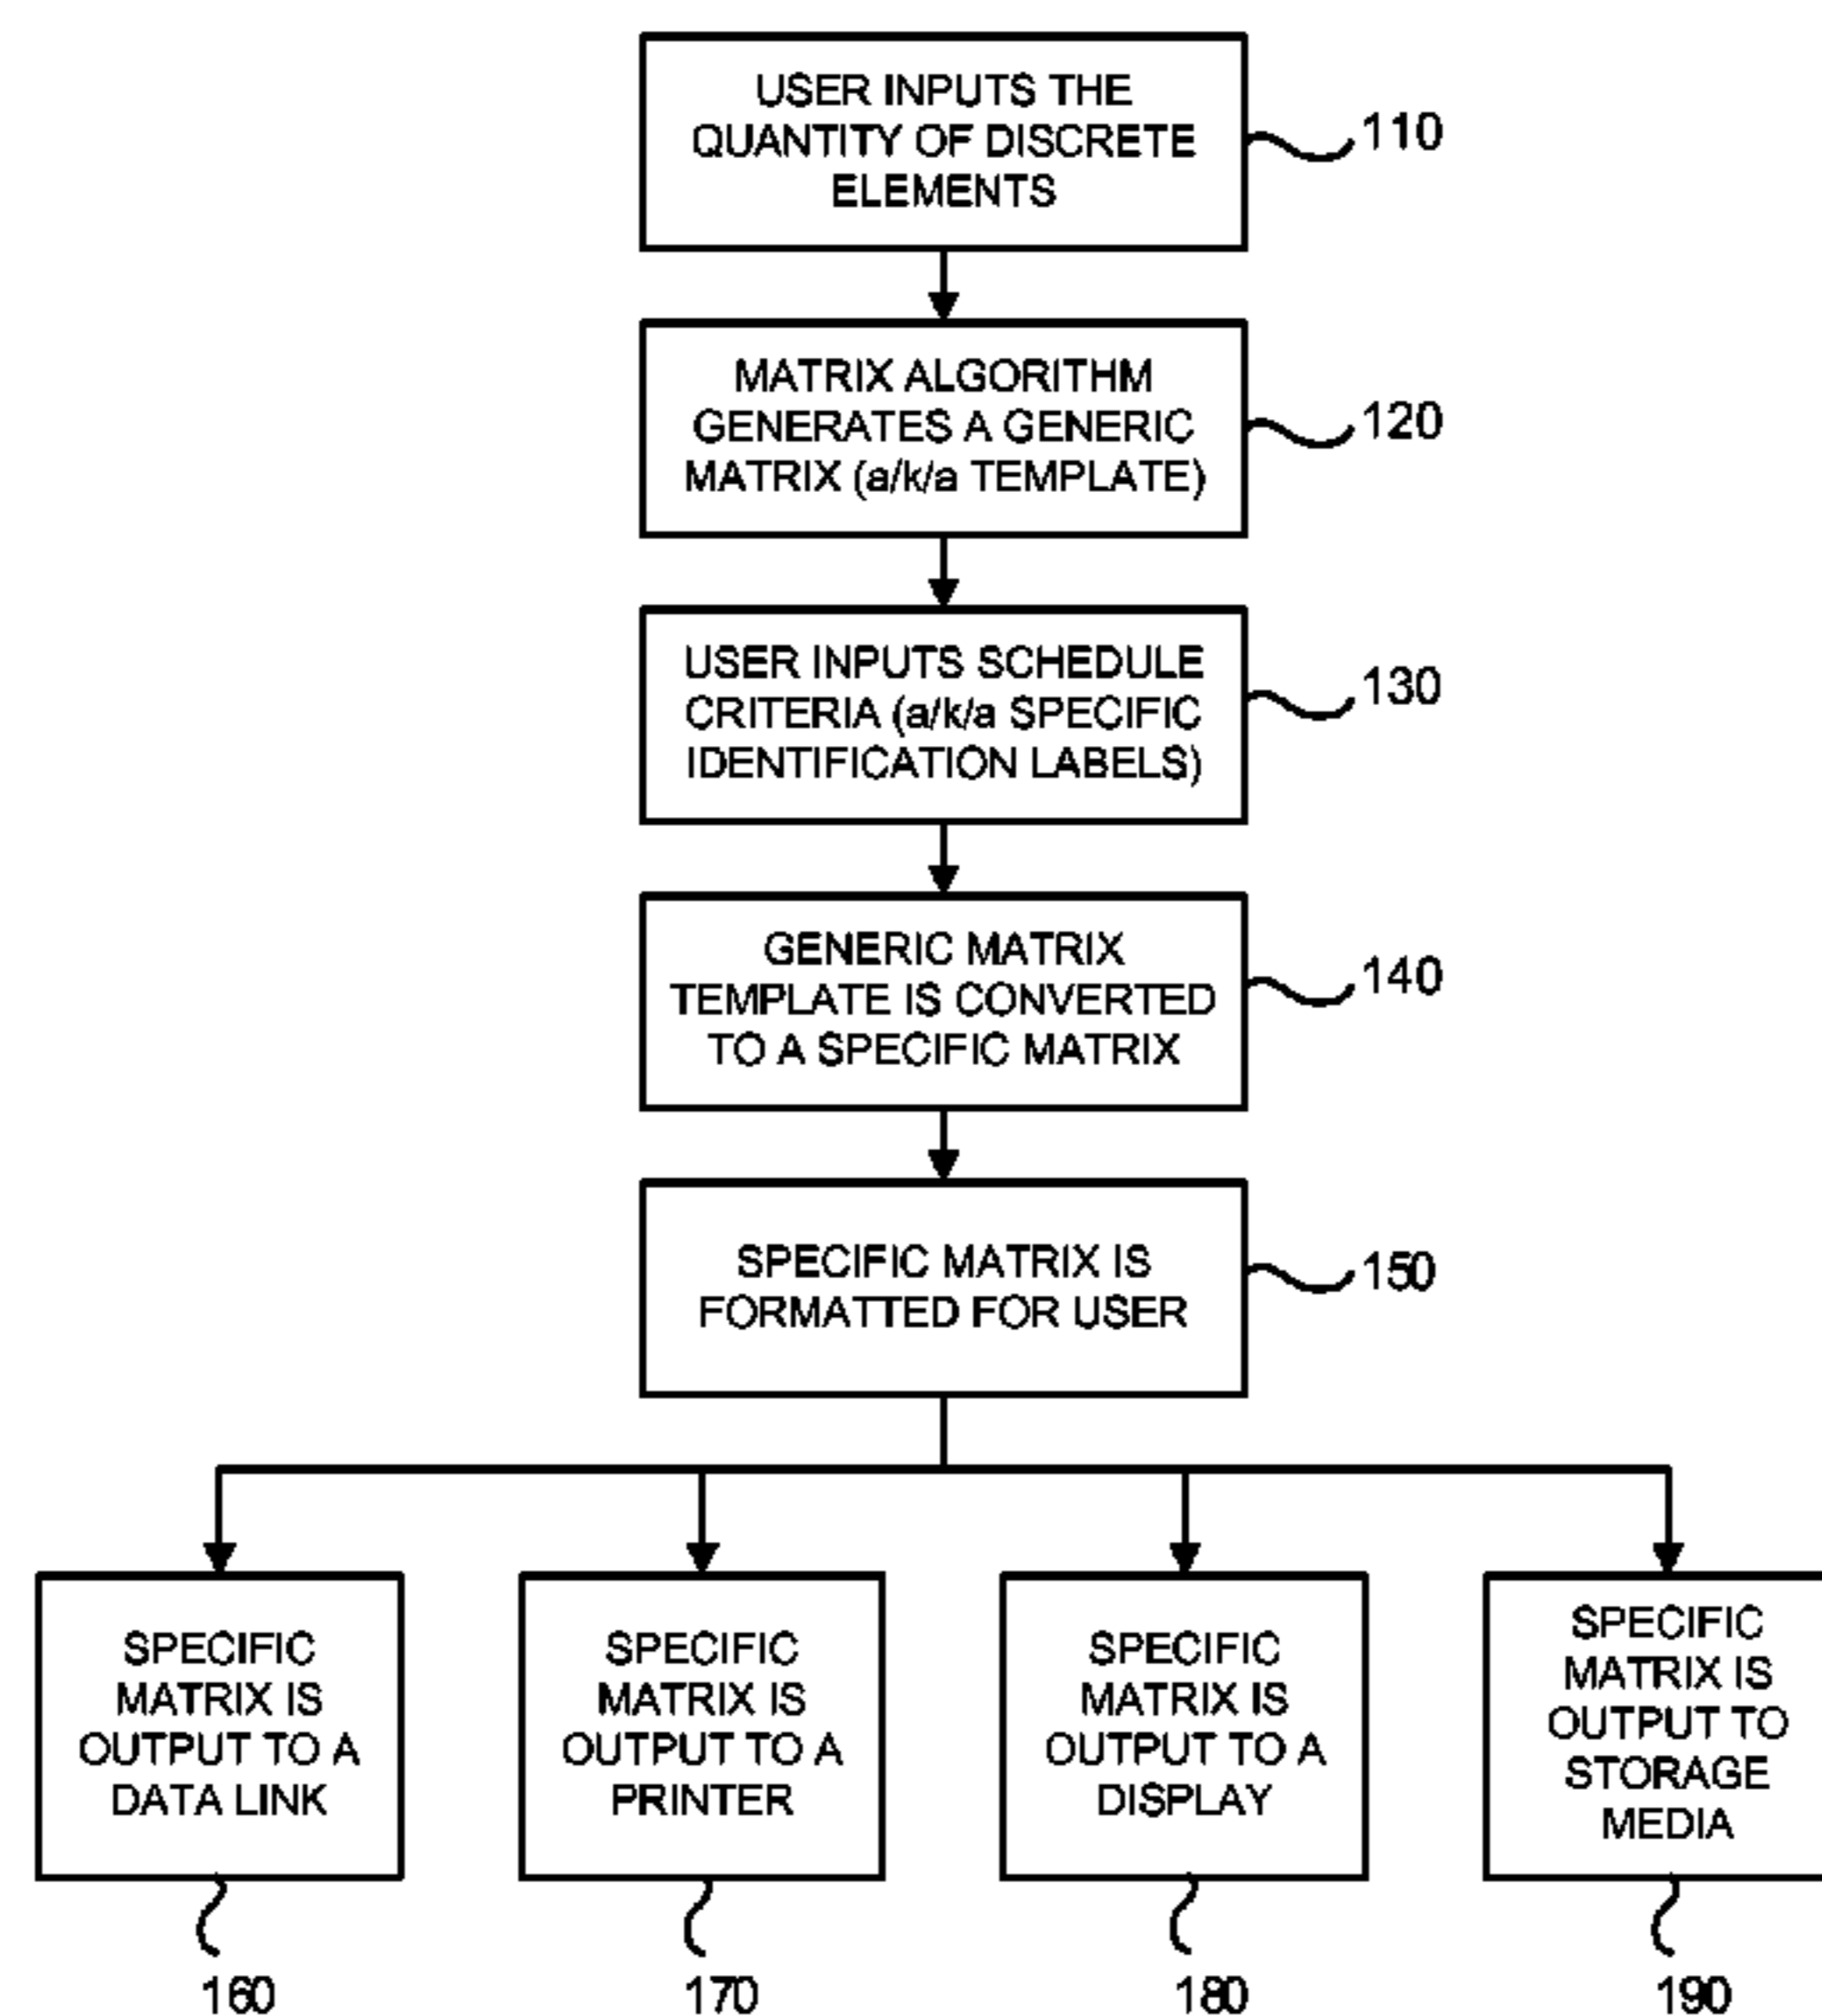 USER INPUTS THE
QUANTITY OF DISCRETE
ELEMENTS
110
MATRIX ALGORITHM
GENERATES A GENERIC
MATRIX (a/k/a TEMPLATE)
120
USER INPUTS SCHEDULE
CRITERIA (a/k/a SPECIFIC
IDENTIFICATION LABELS)
130
GENERIC MATRIX
TEMPLATE IS CONVERTED
TO A SPECIFIC MATRIX
140
SPECIFIC MATRIX IS
FORMATTED FOR USER
150
SPECIFIC
MATRIX IS
OUTPUT TO A
DATA LINK
160
SPECIFIC
MATRIX IS
OUTPUT TO A
PRINTER
170
SPECIFIC
MATRIX IS
OUTPUT TO A
DISPLAY
180
SPECIFIC
MATRIX IS
OUTPUT TO
STORAGE
MEDIA
190